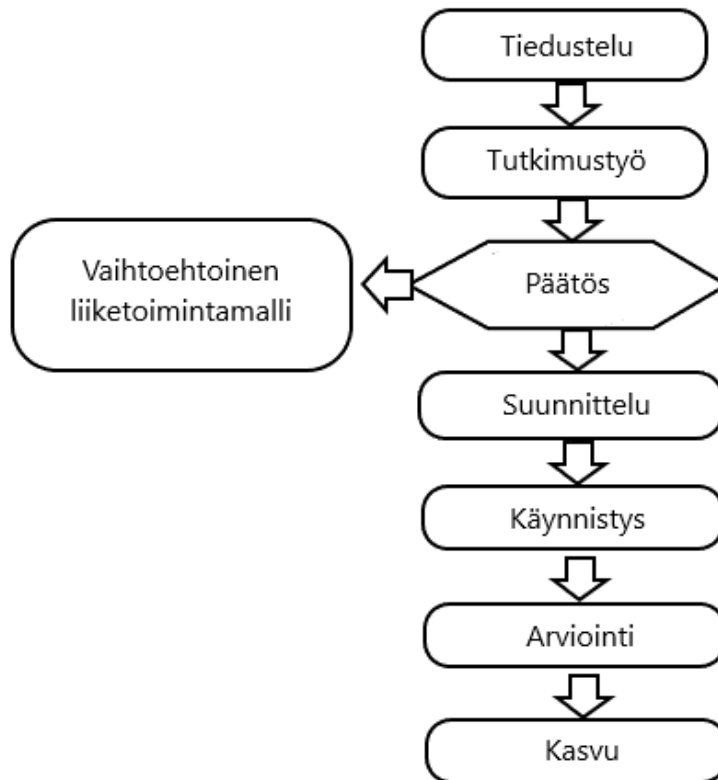 Tiedustelu
Tutkimustyö
Vaihtoehtoinen
liiketoimintamalli
Päätös
Suunnittelu
Käynnistys
Arviointi
Kasvu